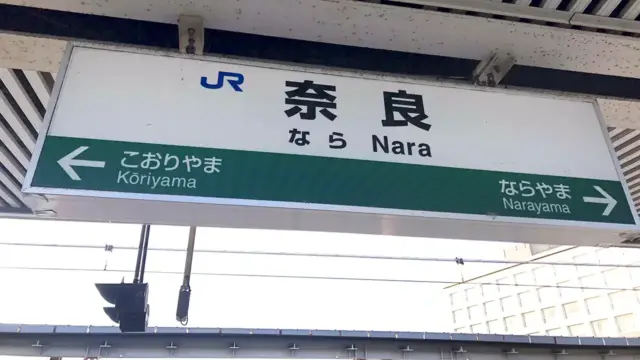 JR 奈良
なら Nara
← こおりやま
Kōriyama
ならやま →
Narayama